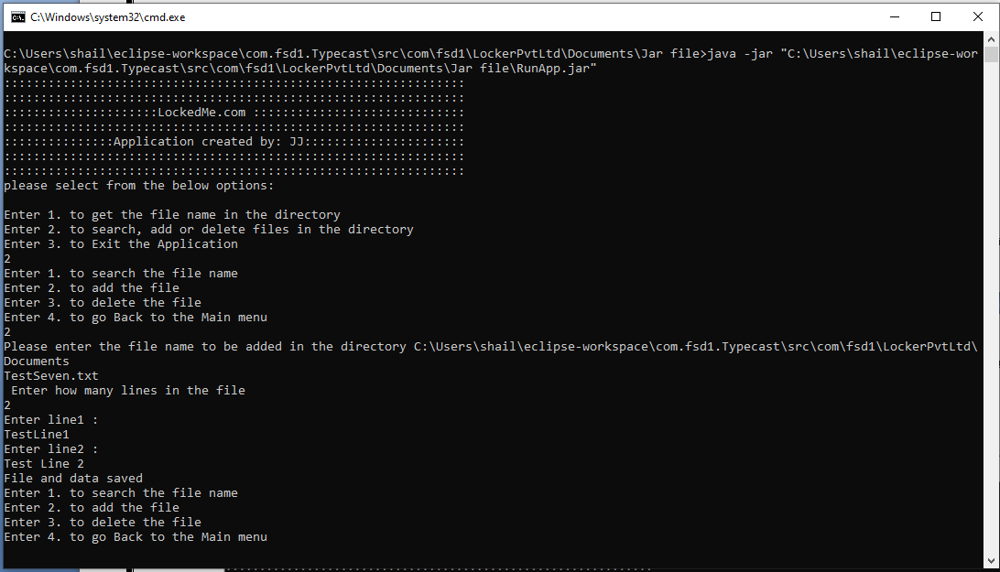 C:\Windows\system32\cmd.exe
C:\Users\shail\eclipse-workspace\com.fsd1.Typecast\src\com\fsd1\LockerPvtLtd\Documents\Jar file>java -jar "C:\Users\shail\eclipse-wor
kspace\com.fsd1.Typecast\src\com\fsd1\LockerPvtLtd\Documents\Jar file\RunApp.jar"
:::::::::::::::::::::::::::::::::::::::::::::::::::::::::::::::
:::::::::::::::::::::::::::::::::::::::::::::::::::::::::::::::
:::::::::::::::::::::LockedMe.com :::::::::::::::::::::::::::::
:::::::::::::::::::::::::::::::::::::::::::::::::::::::::::::::
:::::::::::::::Application created by: JJ::::::::::::::::::::::
:::::::::::::::::::::::::::::::::::::::::::::::::::::::::::::::
:::::::::::::::::::::::::::::::::::::::::::::::::::::::::::::::
please select from the below options:
Enter 1. to get the file name in the directory
Enter 2. to search, add or delete files in the directory
Enter 3. to Exit the Application
2
Enter 1. to search the file name
Enter 2. to add the file
Enter 3. to delete the file
Enter 4. to go Back to the Main menu
2
Please enter the file name to be added in the directory C:\Users\shail\eclipse-workspace\com.fsd1.Typecast\src\com\fsd1\LockerPvtLtd\
Documents
TestSeven.txt
 Enter how many lines in the file
2
Enter line1 :
TestLine1
Enter line2 :
Test Line 2
File and data saved
Enter 1. to search the file name
Enter 2. to add the file
Enter 3. to delete the file
Enter 4. to go Back to the Main menu